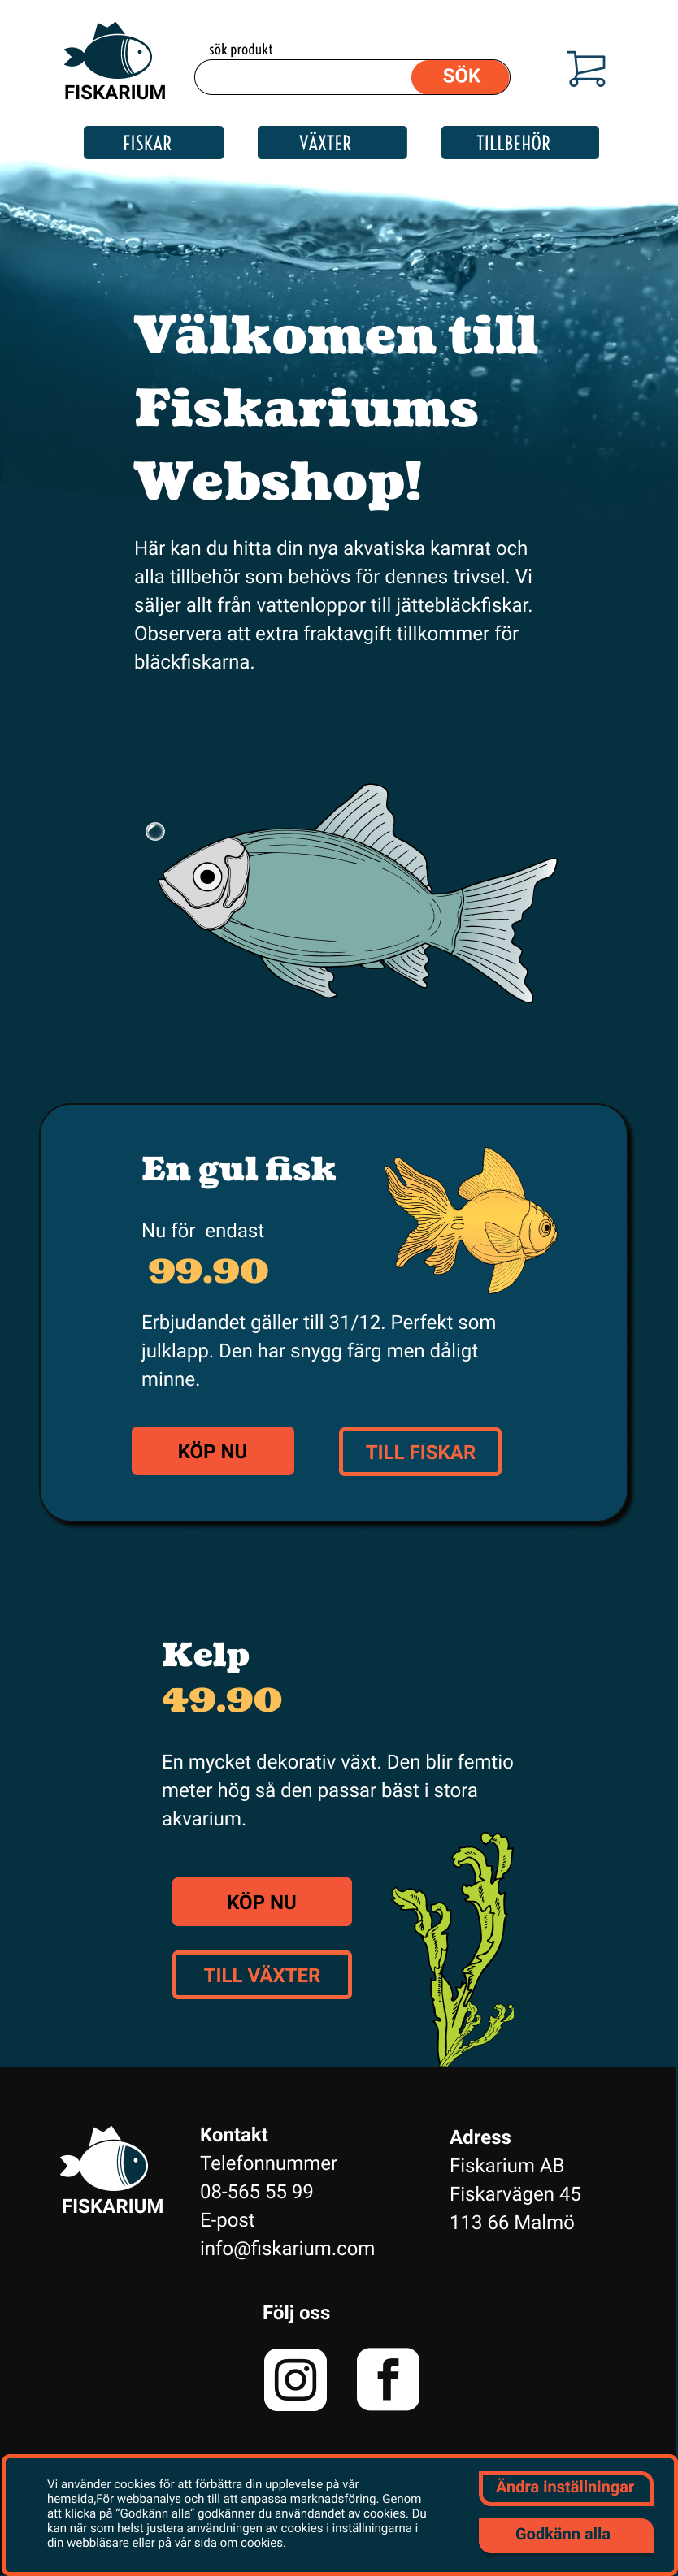 FISKARIUM
sök produkt
SÖK
FISKAR
VÄXTER
TILLBEHÖR
Välkomen till
Fiskariums
Webshop!
Här kan du hitta din nya akvatiska kamrat och
alla tillbehör som behövs för dennes trivsel. Vi
säljer allt från vattenloppor till jättebläckfiskar.
Observera att extra fraktavgift tillkommer för
bläckfiskarna.
En gul fisk
Nu för endast
99.90
Erbjudandet gäller till 31/12. Perfekt som
julklapp. Den har snygg färg men dåligt
minne.
KÖP NU
TILL FISKAR
Kelp
49.90
En mycket dekorativ växt. Den blir femtio
meter hög så den passar bäst i stora
akvarium.
KÖP NU
TILL VÄXTER
FISKARIUM
Kontakt
Telefonnummer
08-565 55 99
E-post
info@fiskarium.com
Adress
Fiskarium AB
Fiskarvägen 45
113 66 Malmö
Följ oss
Vi använder cookies för att förbättra din upplevelse på vår
hemsida,För webbanalys och till att anpassa marknadsföring. Genom
att klicka på “Godkänn alla” godkänner du användandet av cookies. Du
kan när som helst justera användningen av cookies i inställningarna i
din webbläsare eller på vår sida om cookies.
Ändra inställningar
Godkänn alla